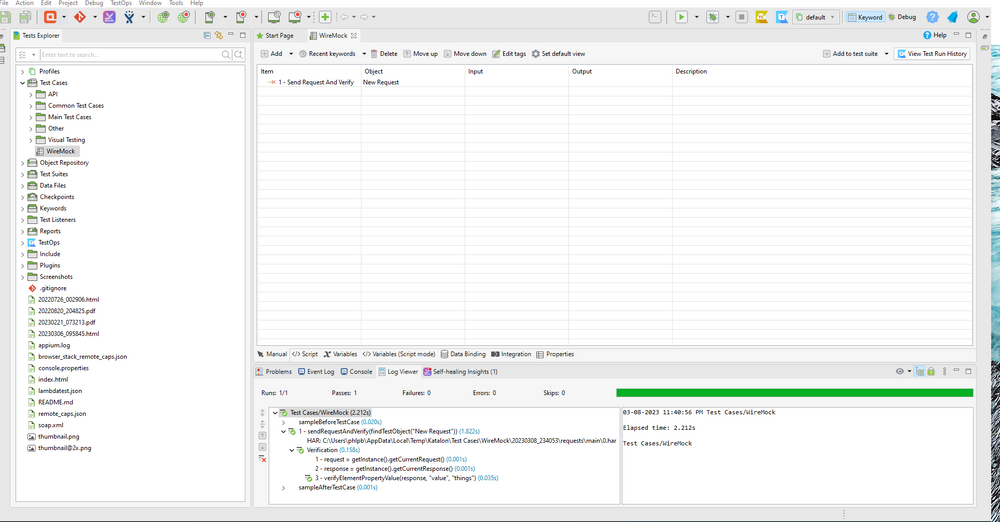 File Action Edit Project Debug TestOps Window Tools Help
default
Keyword
Debug
Tests Explorer
Enter text to search...
Profiles
Test Cases
API
Common Test Cases
Main Test Cases
Other
Visual Testing
WireMock
Object Repository
Test Suites
Data Files
Checkpoints
Keywords
Test Listeners
Reports
TestOps
Include
Plugins
Screenshots
.gitignore
20220726_002906.html
20220820_204825.pdf
20230221_073213.pdf
20230306_095845.html
appium.log
browser_stack_remote_caps.json
console.properties
index.html
lambdatest.json
README.md
remote_caps.json
soap.xml
thumbnail.png
thumbnail@2x.png
Start Page
WireMock
Help
Add
Recent keywords
Delete
Move up
Move down
Edit tags
Set default view
Add to test suite
View Test Run History
Item Object Input Output Description
1 - Send Request And Verify New Request
Manual
Script
Variables
Variables (Script mode)
Data Binding
Integration
Properties
Problems
Event Log
Console
Log Viewer
Self-healing Insights (1)
Runs: 1/1 Passes: 1 Failures: 0 Errors: 0 Skips: 0
Test Cases/WireMock (2.212s)
sampleBeforeTestCase (0.020s)
1 - sendRequestAndVerify(findTestObject("New Request")) (1.822s)
HAR: C:\Users\phlpb\AppData\Local\Temp\Katalon\Test Cases\WireMock\20230308_234053\requests\main\0.har
Verification (0.158s)
1 - request = getInstance().getCurrentRequest() (0.001s)
2 - response = getInstance().getCurrentResponse() (0.001s)
3 - verifyElementPropertyValue(response, "value", "things") (0.035s)
sampleAfterTestCase (0.001s)
03-08-2023 11:40:56 PM Test Cases/WireMock
Elapsed time: 2.212s
Test Cases/WireMock